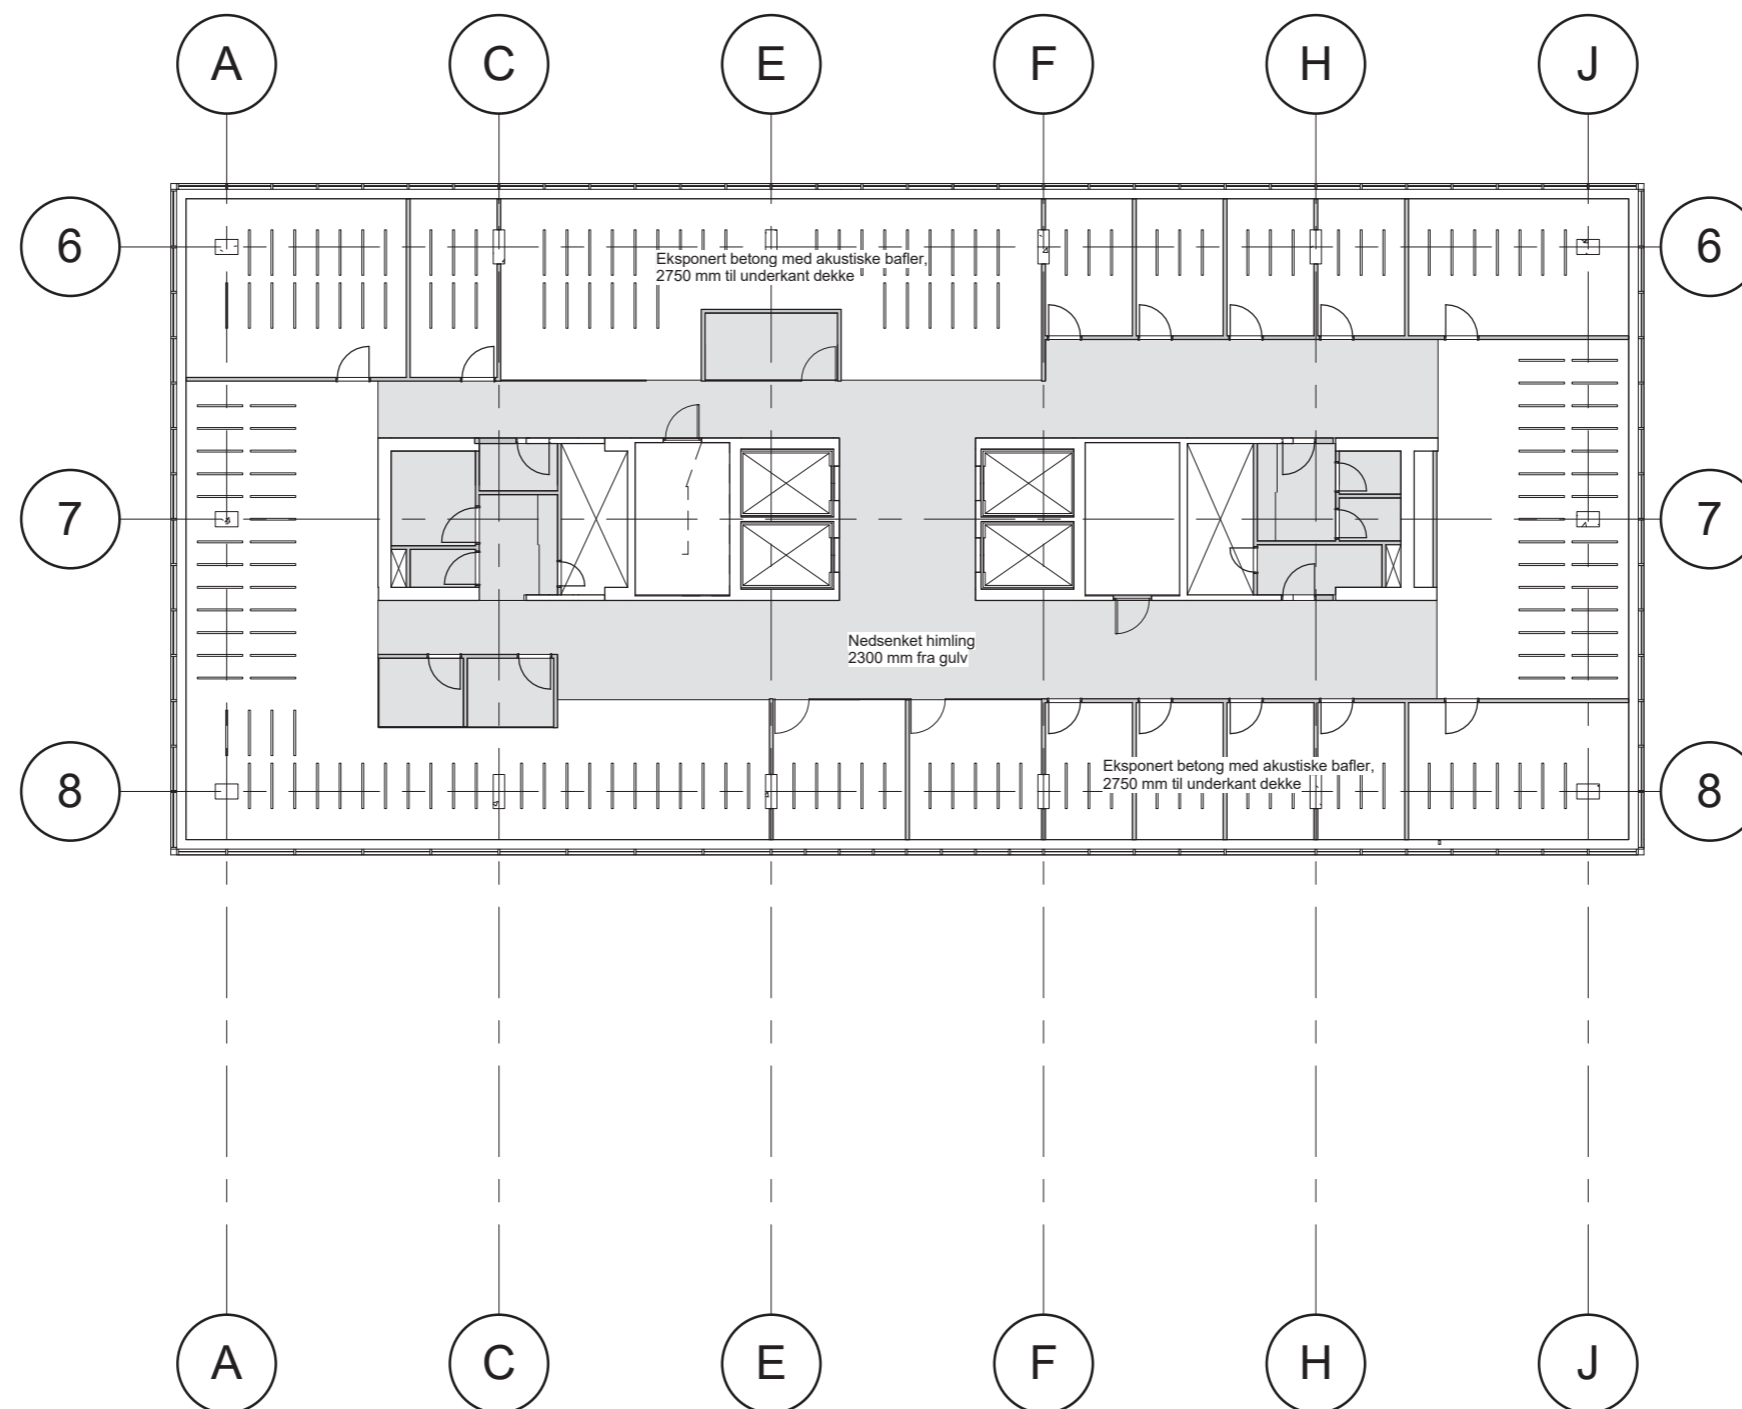 A C E F H J
6 6
Eksponert betong med akustiske bafler,
2750 mm til underkant dekke
7 7
Nedsenket himling
2300 mm fra gulv
Eksponert betong med akustiske bafler,
2750 mm til underkant dekke
8 8
A C E F H J